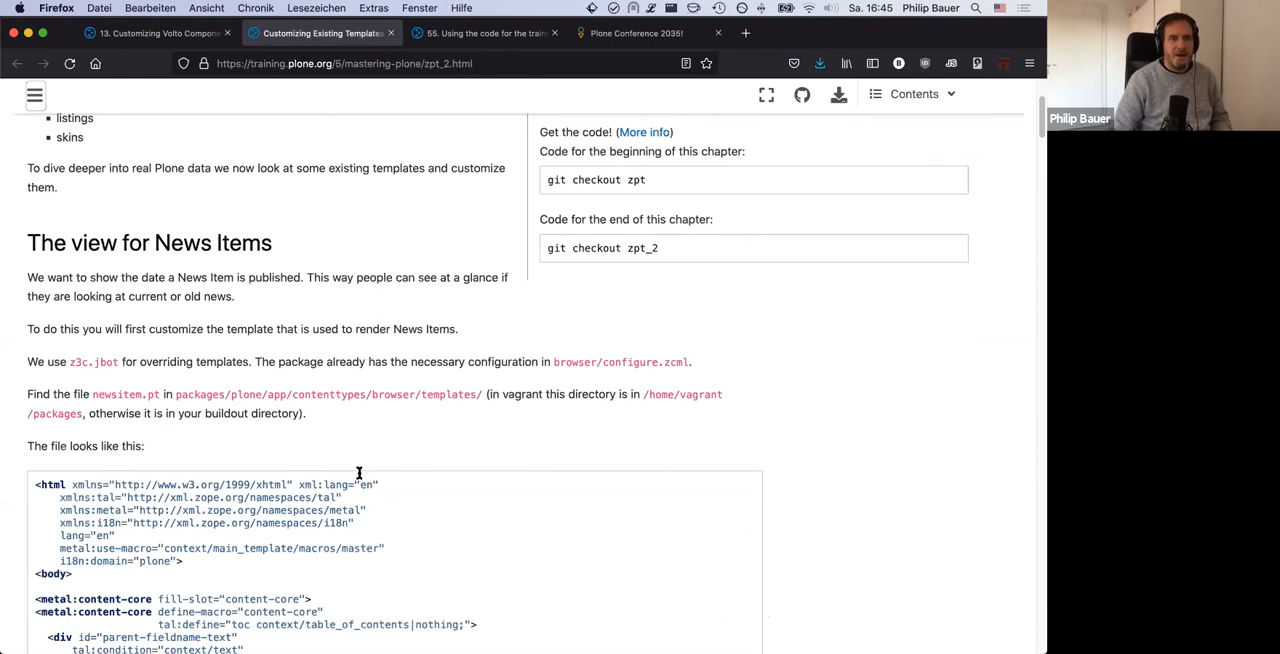 Firefox Datei Bearbeiten Ansicht Chronik Lesezeichen Extras Fenster Hilfe Sa. 16:45 Philip Bauer
13. Customizing Volto Compone
Customizing Existing Templates
55. Using the code for the train
Plone Conference 2035!
https://training.plone.org/5/mastering-plone/zpt_2.html
Contents
Philip Bauer
listings
skins
To dive deeper into real Plone data we now look at some existing templates and customize
them.
Get the code! (More info)
Code for the beginning of this chapter:
git checkout zpt
Code for the end of this chapter:
git checkout zpt_2
The view for News Items
We want to show the date a News Item is published. This way people can see at a glance if
they are looking at current or old news.
To do this you will first customize the template that is used to render News Items.
We use z3c.jbot for overriding templates. The package already has the necessary configuration in browser/configure.zcml.
Find the file newsitem.pt in packages/plone/app/contenttypes/browser/templates/ (in vagrant this directory is in /home/vagrant
/packages, otherwise it is in your buildout directory).
The file looks like this:
<html xmlns="http://www.w3.org/1999/xhtml" xml:lang="en"
xmlns:tal="http://xml.zope.org/namespaces/tal"
xmlns:metal="http://xml.zope.org/namespaces/metal"
xmlns:i18n="http://xml.zope.org/namespaces/i18n"
lang="en"
metal:use-macro="context/main_template/macros/master"
i18n:domain="plone">
<body>
<metal:content-core fill-slot="content-core">
<metal:content-core define-macro="content-core"
tal:define="toc context/table_of_contents|nothing;">
<div id="parent-fieldname-text"
tal:condition="context/text"